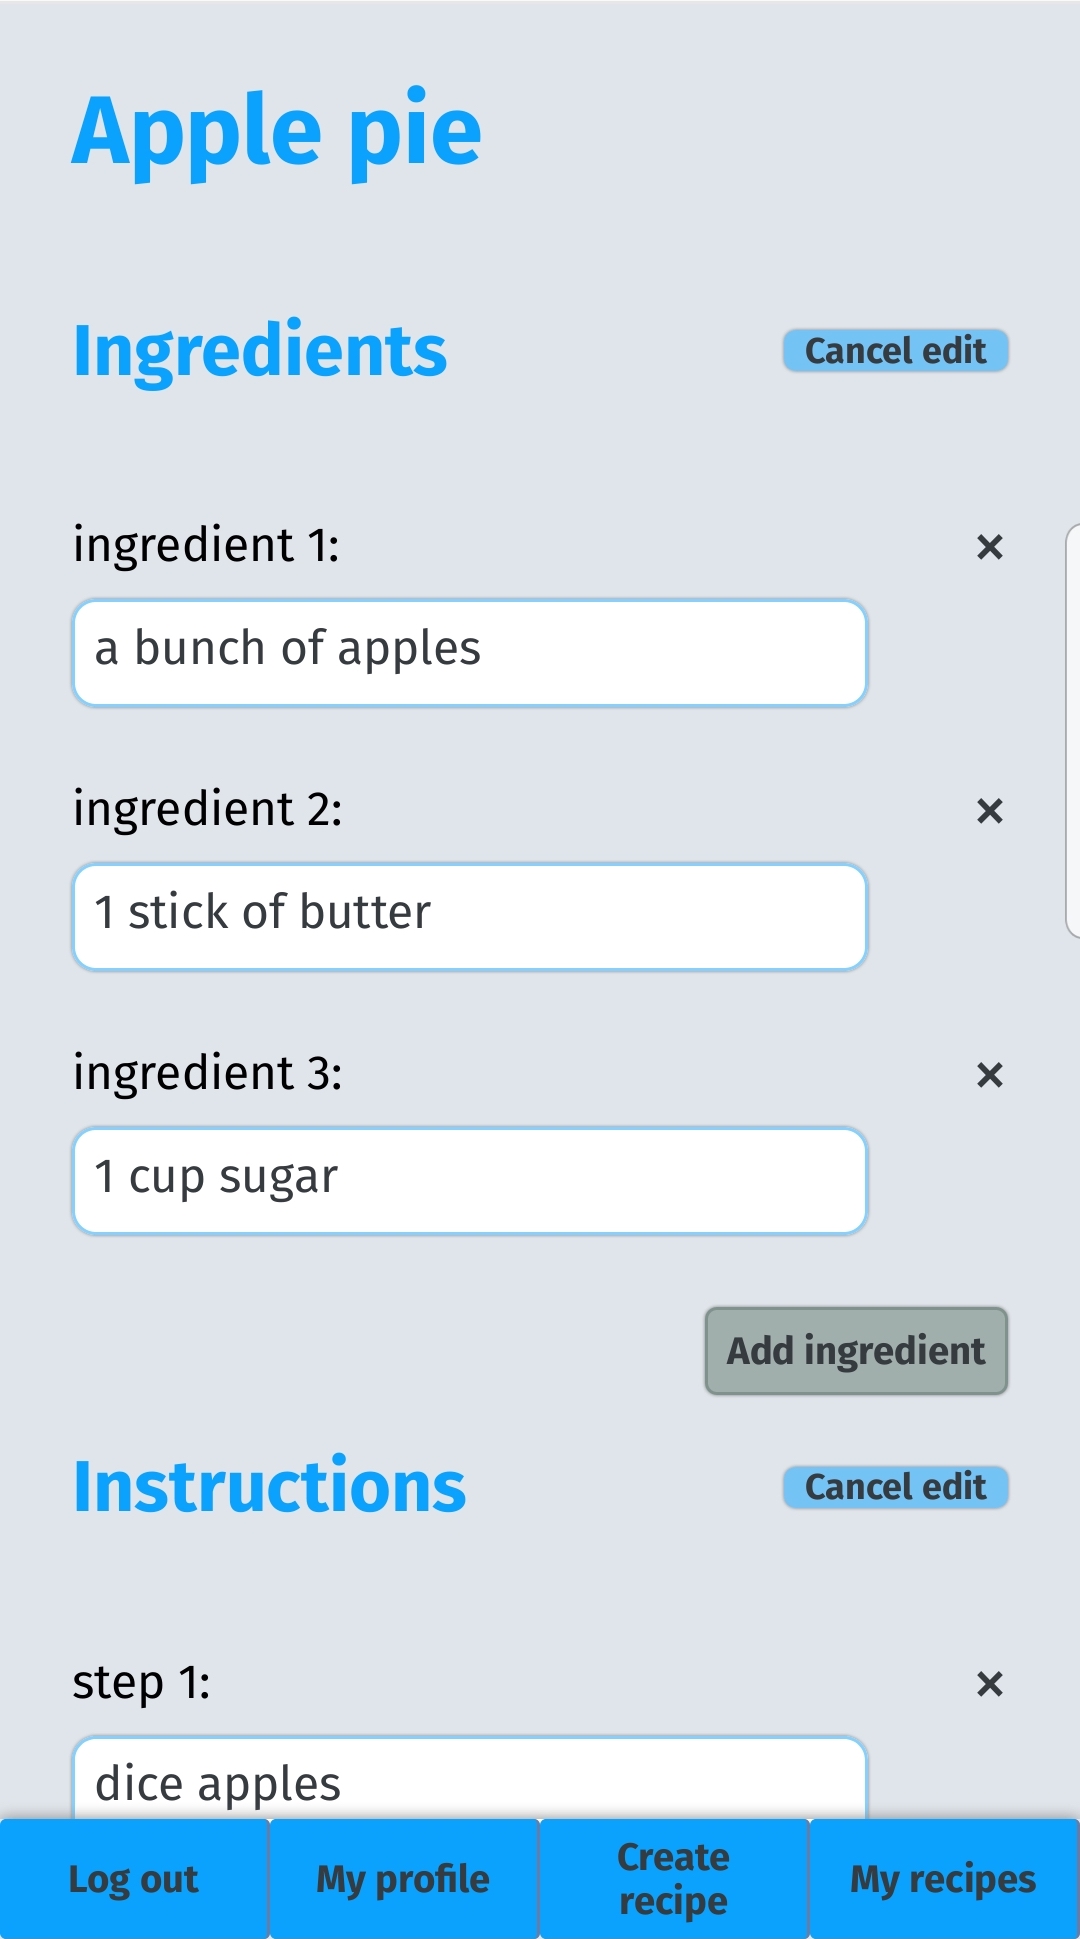 Apple pie
Ingredients
Cancel edit
ingredient 1:
×
a bunch of apples
ingredient 2:
×
1 stick of butter
ingredient 3:
×
1 cup sugar
Add ingredient
Instructions
Cancel edit
step 1:
×
dice apples
Log out
My profile
Create
recipe
My recipes